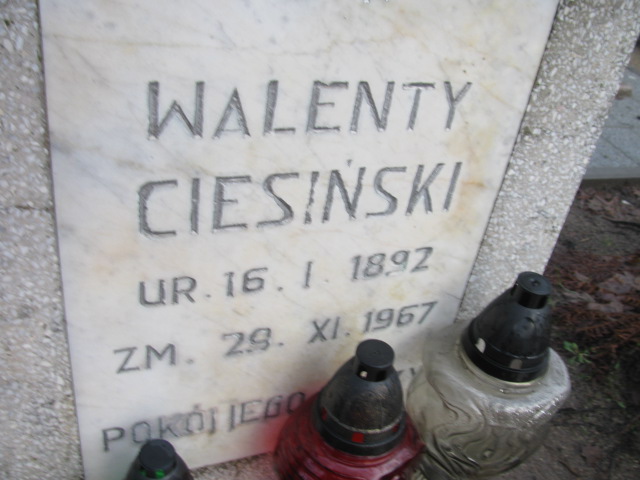 WALENTY
CIESIŃSKI
UR. 16. I. 1892
ZM. 29. XI. 1967
POKÓJ JEGO